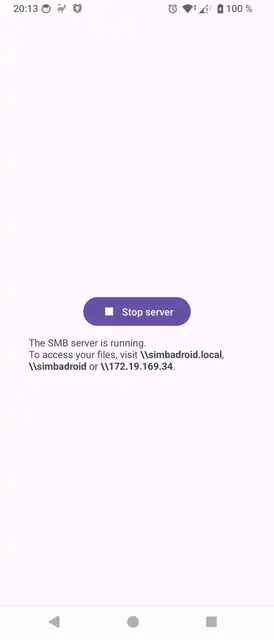 20:13 100 %
Stop server
The SMB server is running.
To access your files, visit \\simbadroid.local,
\\simbadroid or \\172.19.169.34.